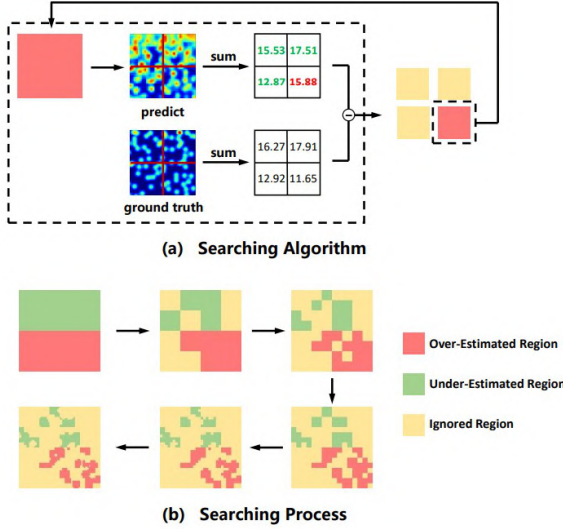 sum
15.53 17.51
12.87 15.88
predict
sum
16.27 17.91
12.92 11.65
ground truth
(a) Searching Algorithm
Over-Estimated Region
Under-Estimated Region
Ignored Region
(b) Searching Process